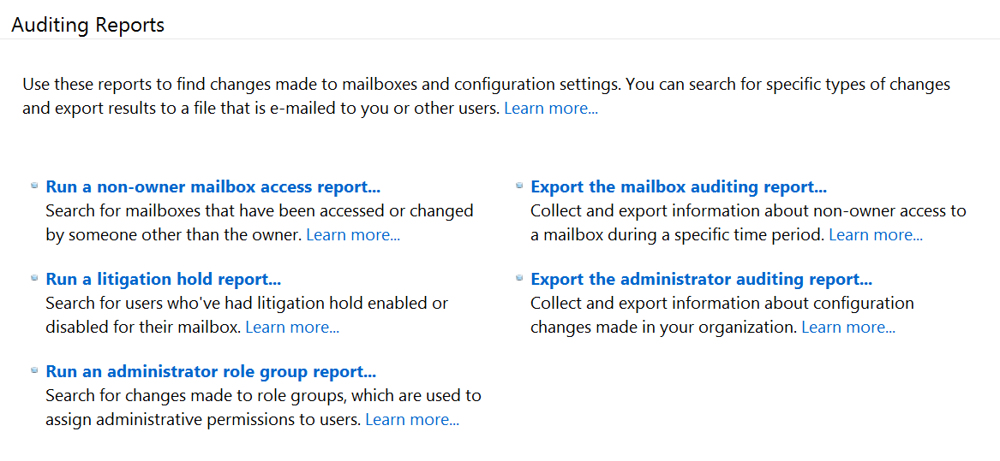 Auditing Reports
Use these reports to find changes made to mailboxes and configuration settings. You can search for specific types of changes
and export results to a file that is e-mailed to you or other users. Learn more...
Run a non-owner mailbox access report...
Search for mailboxes that have been accessed or changed
by someone other than the owner. Learn more...
Run a litigation hold report...
Search for users who've had litigation hold enabled or
disabled for their mailbox. Learn more...
Run an administrator role group report...
Search for changes made to role groups, which are used to
assign administrative permissions to users. Learn more...
Export the mailbox auditing report...
Collect and export information about non-owner access to
a mailbox during a specific time period. Learn more...
Export the administrator auditing report...
Collect and export information about configuration
changes made in your organization. Learn more...